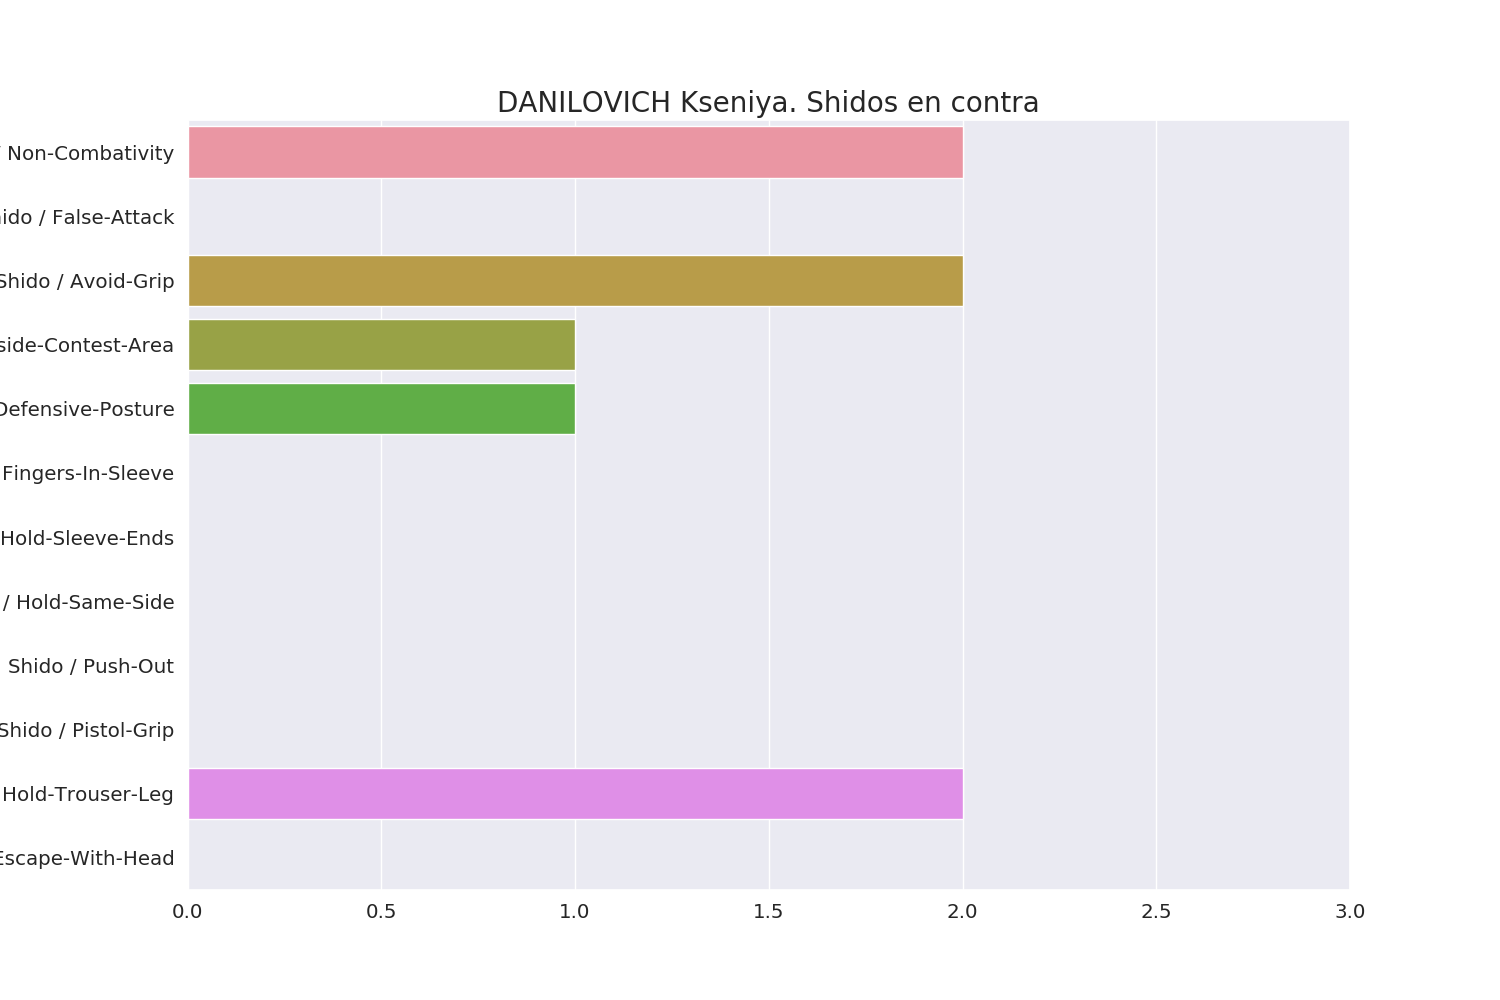 DANILOVICH Kseniya. Shidos en contra
/ Non-Combativity
ido / False-Attack
Shido / Avoid-Grip
side-Contest-Area
Defensive-Posture
Fingers-In-Sleeve
Hold-Sleeve-Ends
/ Hold-Same-Side
Shido / Push-Out
Shido / Pistol-Grip
Hold-Trouser-Leg
Escape-With-Head
0.0 0.5 1.0 1.5 2.0 2.5 3.0